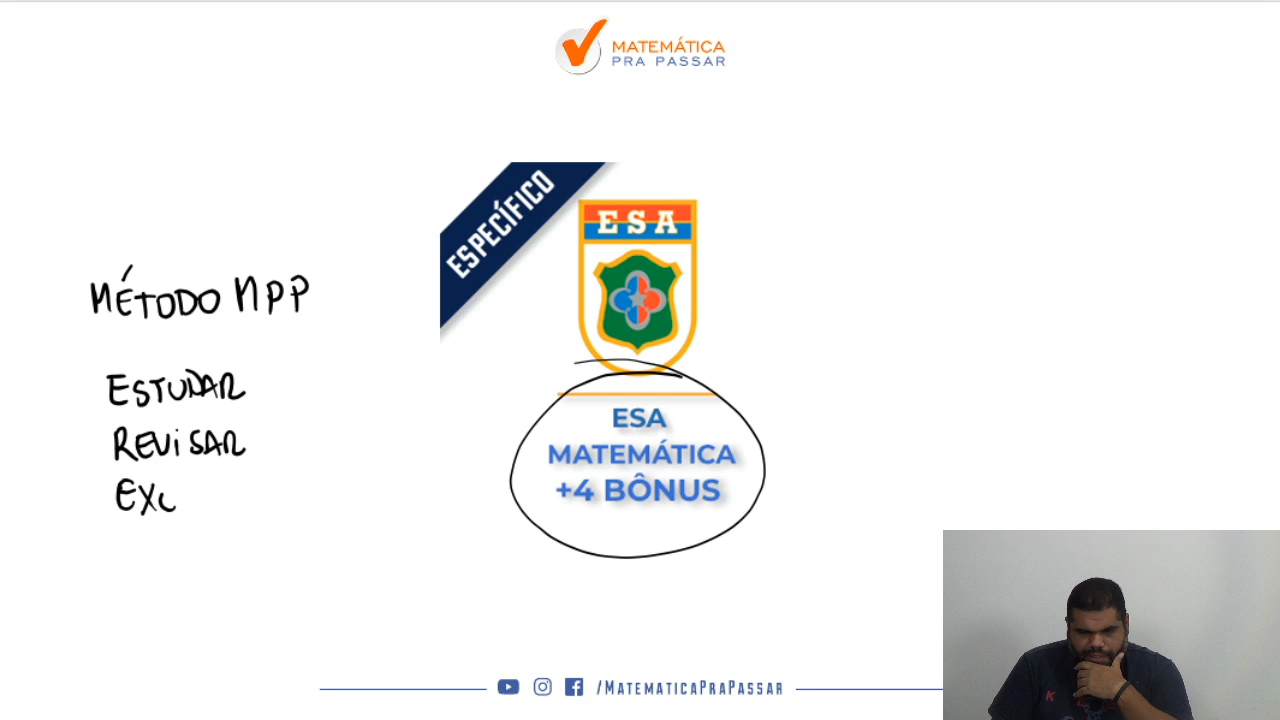 MATEMÁTICA
PRA PASSAR
ESPECÍFICO
ESA
MÉTODO MPP
ESTUDAR
REVISAR
EXC
ESA
MATEMÁTICA
+4 BÔNUS
/MATEMATICAPRAPASSAR